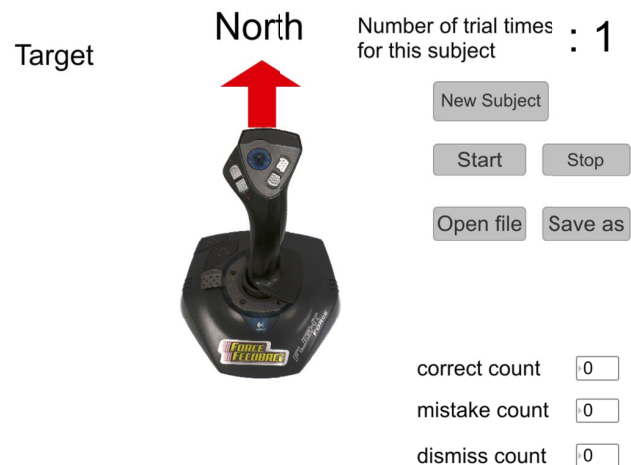 Target
North
Number of trial times
for this subject
: 1
New Subject
Start
Stop
Open file
Save as
FORCE
FEEDBACK
FORCE
correct count
0
mistake count
0
dismiss count
0